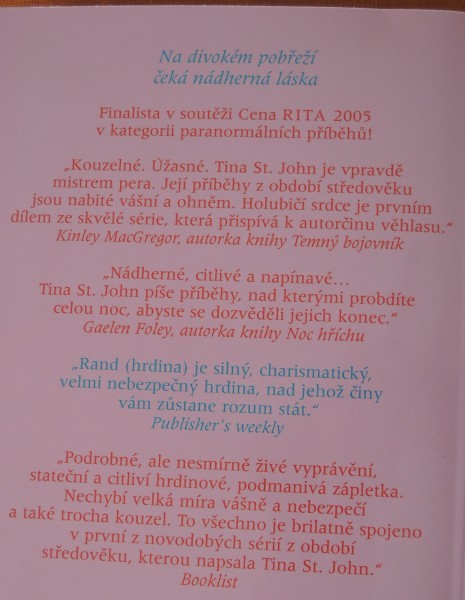 Na divokém pobřeží
čeká nádherná láska
Finalista v soutěži Cena RITA 2005
v kategorii paranormálních příběhů!
„Kouzelné. Úžasné. Tina St. John je vpravdě
mistrem pera. Její příběhy z období středověku
jsou nabité vášní a ohněm. Holubičí srdce je prvním
dílem ze skvělé série, která přispívá k autorčinu věhlasu.“
Kinley MacGregor, autorka knihy Temný bojovník
„Nádherné, citlivé a napínavé...
Tina St. John píše příběhy, nad kterými probdíte
celou noc, abyste se dozvěděli jejich konec.“
Gaelen Foley, autorka knihy Noc hříchu
„Rand (hrdina) je silný, charismatický,
velmi nebezpečný hrdina, nad jehož činy
vám zůstane rozum stát.“
Publisher's weekly
„Podrobné, ale nesmírně živé vyprávění,
stateční a citliví hrdinové, podmanivá zápletka.
Nechybí velká míra vášně a nebezpečí
a také trocha kouzel. To všechno je brilatně spojeno
v první z novodobých sérií z období
středověku, kterou napsala Tina St. John.“
Booklist